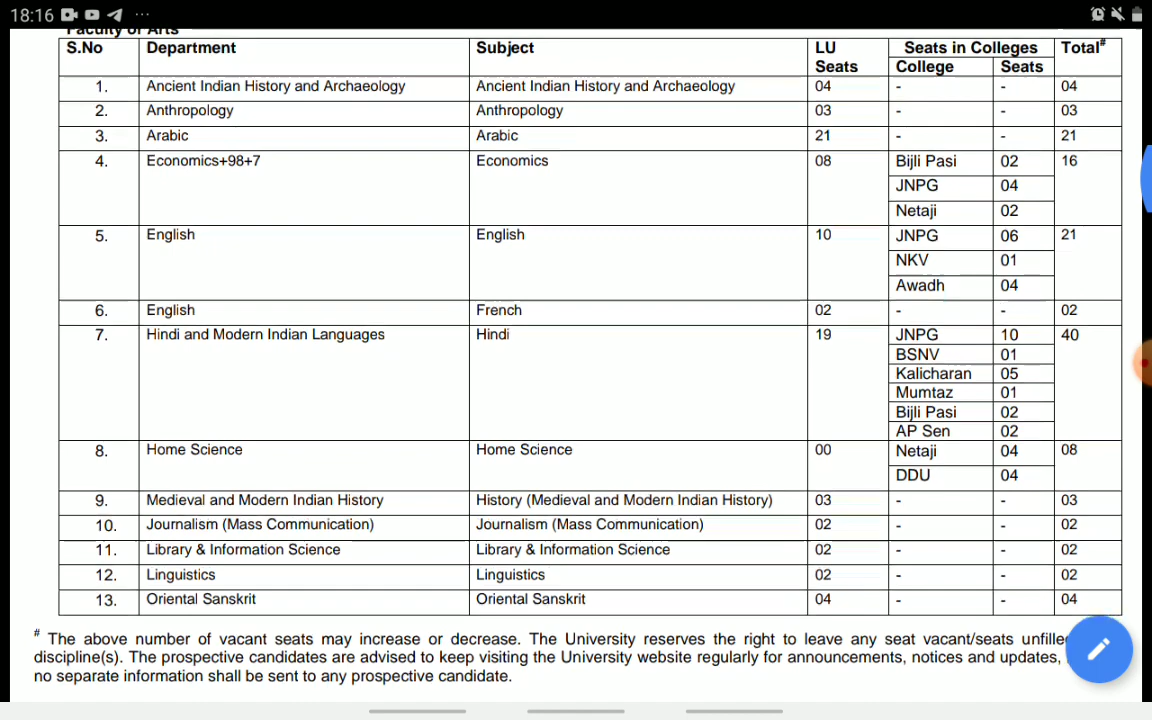 18:16
Faculty of Arts
S.No Department Subject LU Seats Seats in Colleges Total#
College Seats
1. Ancient Indian History and Archaeology Ancient Indian History and Archaeology 04 - - 04
2. Anthropology Anthropology 03 - - 03
3. Arabic Arabic 21 - - 21
4. Economics+98+7 Economics 08 Bijli Pasi 02 16
JNPG 04
Netaji 02
5. English English 10 JNPG 06 21
NKV 01
Awadh 04
6. English French 02 - - 02
7. Hindi and Modern Indian Languages Hindi 19 JNPG 10 40
BSNV 01
Kalicharan 05
Mumtaz 01
Bijli Pasi 02
AP Sen 02
8. Home Science Home Science 00 Netaji 04 08
DDU 04
9. Medieval and Modern Indian History History (Medieval and Modern Indian History) 03 - - 03
10. Journalism (Mass Communication) Journalism (Mass Communication) 02 - - 02
11. Library & Information Science Library & Information Science 02 - - 02
12. Linguistics Linguistics 02 - - 02
13. Oriental Sanskrit Oriental Sanskrit 04 - - 04
# The above number of vacant seats may increase or decrease. The University reserves the right to leave any seat vacant/seats
discipline(s). The prospective candidates are advised to keep visiting the University website regularly for announcements, notices and updates,
no separate information shall be sent to any prospective candidate.